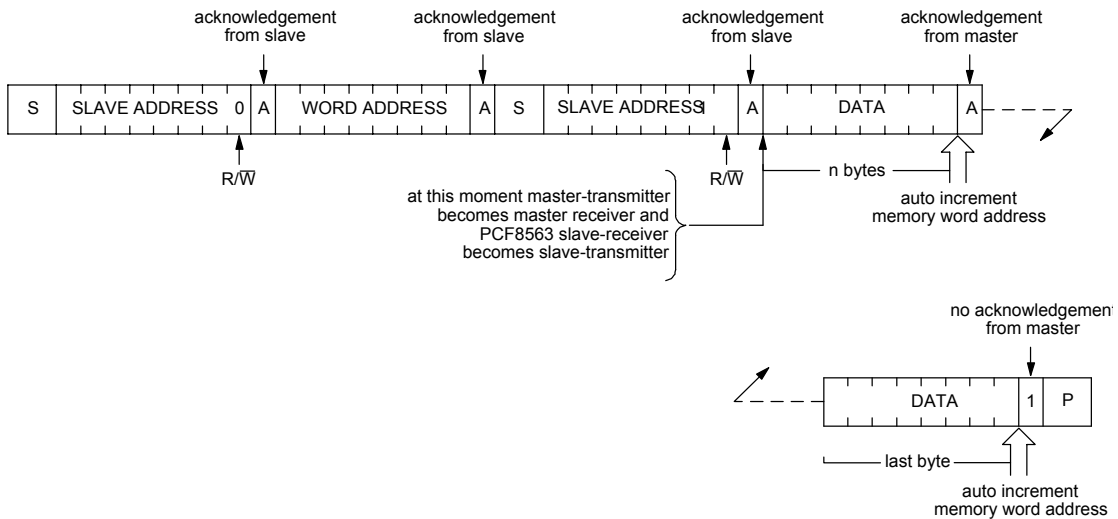 acknowledgement
from slave
acknowledgement
from slave
acknowledgement
from slave
acknowledgement
from master
S SLAVE ADDRESS 0 A WORD ADDRESS A S SLAVE ADDRESS 1 A DATA A
R/W̅
R/W̅
n bytes
at this moment master-transmitter
becomes master receiver and
PCF8563 slave-receiver
becomes slave-transmitter
auto increment
memory word address
no acknowledgement
from master
DATA 1 P
last byte
auto increment
memory word address